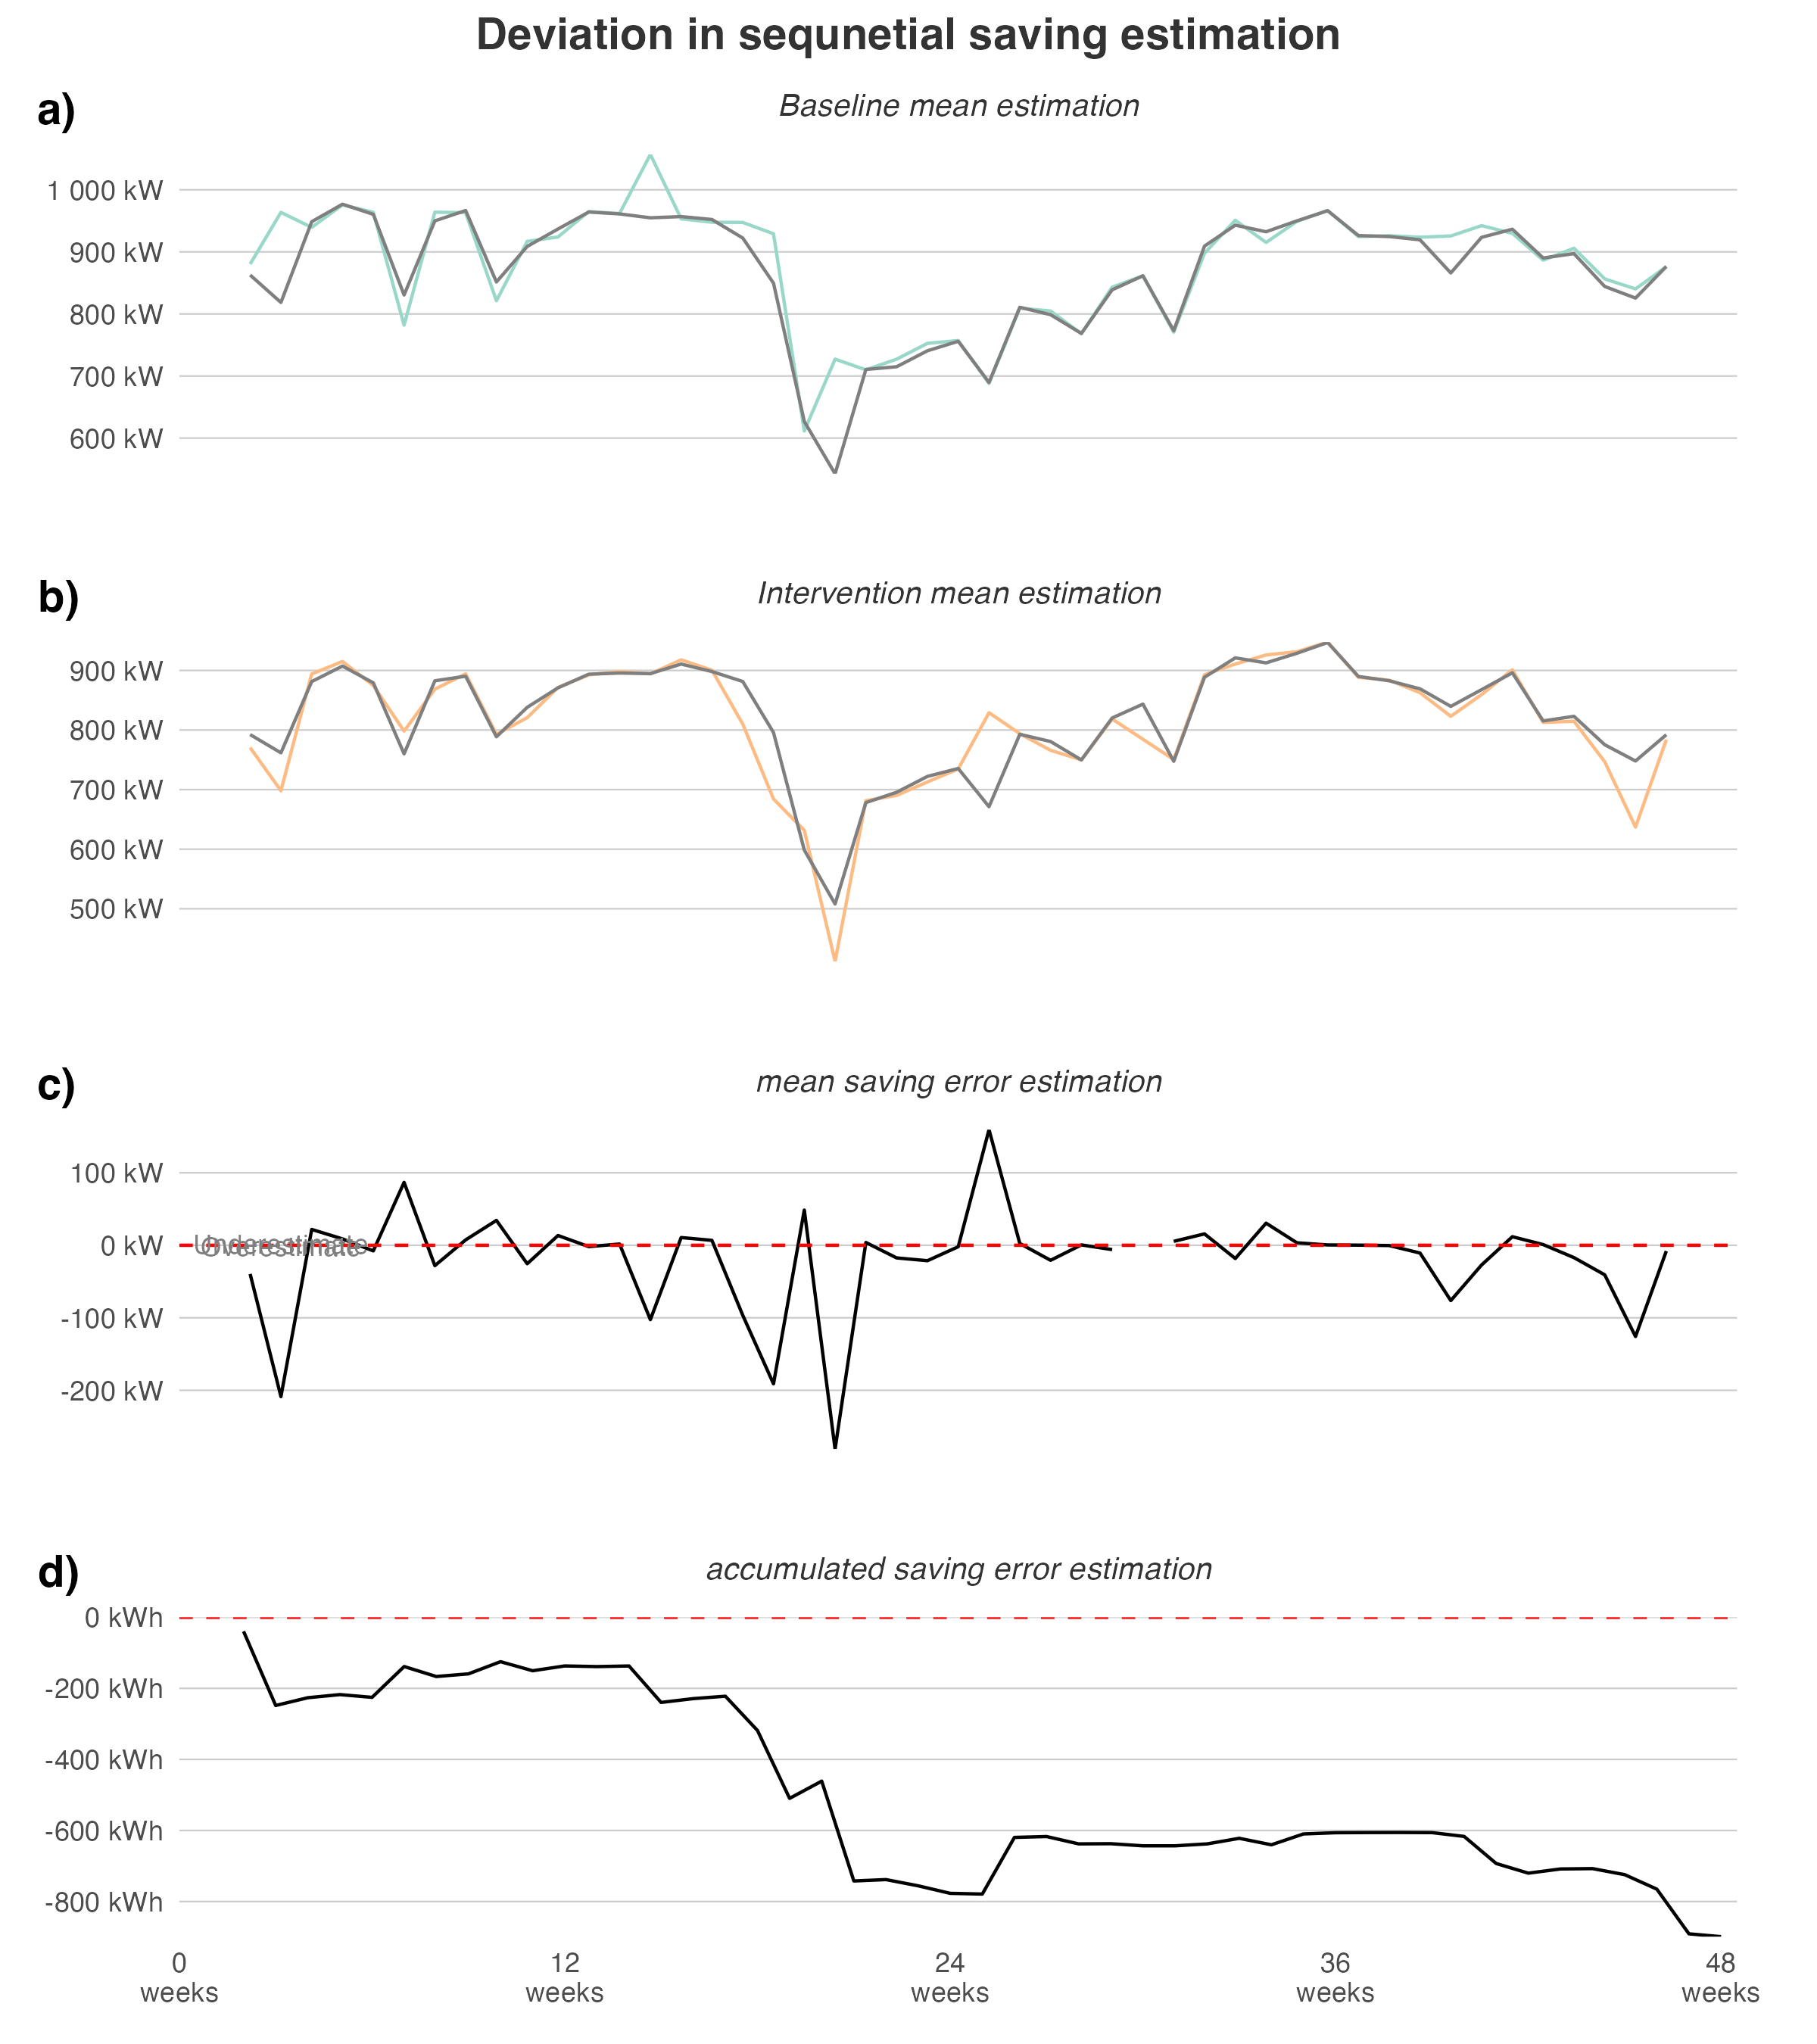 Deviation in sequnetial saving estimation
a)
Baseline mean estimation
1 000 kW
900 kW
800 kW
700 kW
600 kW
b)
Intervention mean estimation
900 kW
800 kW
700 kW
600 kW
500 kW
c)
mean saving error estimation
100 kW
0 kW
Underestimate
Overestimate
-100 kW
-200 kW
d)
accumulated saving error estimation
0 kWh
-200 kWh
-400 kWh
-600 kWh
-800 kWh
0 12 24 36 48
weeks weeks weeks weeks weeks